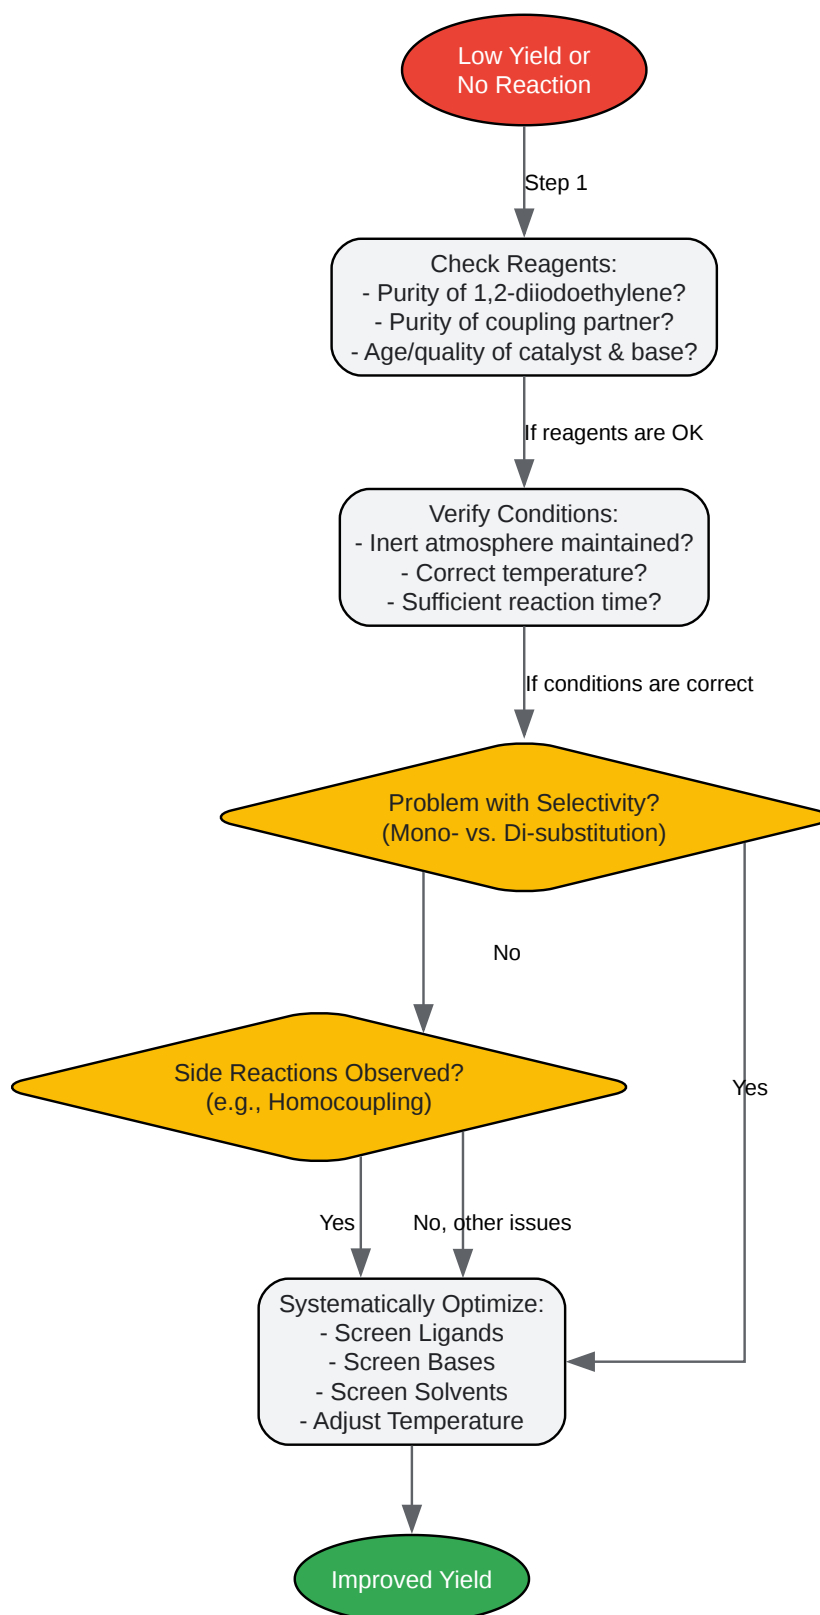 Low Yield or
No Reaction
Step 1
Check Reagents:
- Purity of 1,2-diiodoethylene?
- Purity of coupling partner?
- Age/quality of catalyst & base?
If reagents are OK
Verify Conditions:
- Inert atmosphere maintained?
- Correct temperature?
- Sufficient reaction time?
If conditions are correct
Problem with Selectivity?
(Mono- vs. Di-substitution)
No
Side Reactions Observed?
(e.g., Homocoupling)
Yes
Yes
No, other issues
Systematically Optimize:
- Screen Ligands
- Screen Bases
- Screen Solvents
- Adjust Temperature
Improved Yield